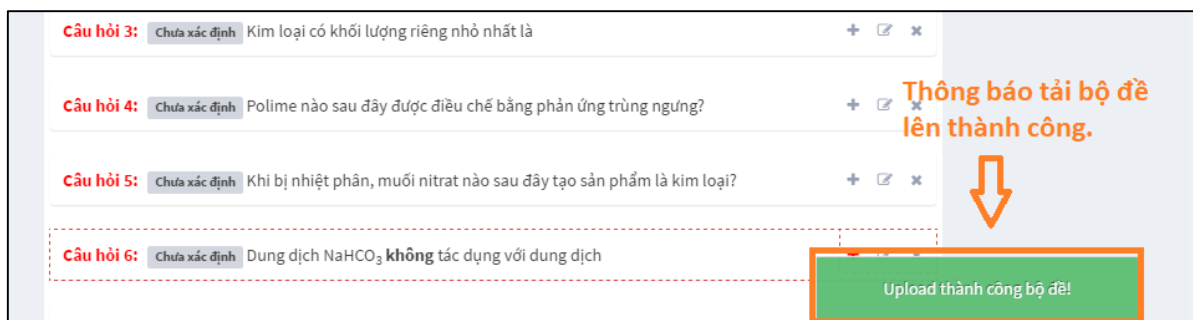 Câu hỏi 3: Chưa xác định Kim loại có khối lượng riêng nhỏ nhất là
Câu hỏi 4: Chưa xác định Polime nào sau đây được điều chế bằng phản ứng trùng ngưng?
Thông báo tải bộ đề
lên thành công.
Câu hỏi 5: Chưa xác định Khi bị nhiệt phân, muối nitrat nào sau đây tạo sản phẩm là kim loại?
Câu hỏi 6: Chưa xác định Dung dịch NaHCO₃ không tác dụng với dung dịch
Upload thành công bộ đề!